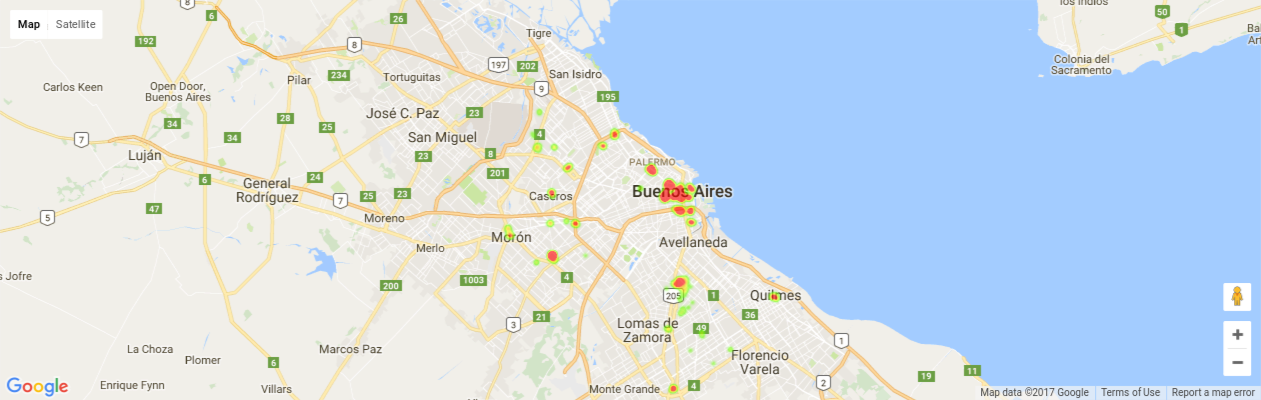 Map
Satellite
8
26
192
8
Tigre
197
202
San Isidro
9
195
234
Pilar
Tortuguitas
Carlos Keen
Open Door,
Buenos Aires
los Indios
50
1
Colonia del
Sacramento
28
23
José C. Paz
34
25
34
San Miguel
4
7
8
Luján
23
PALERMO
201
6
24
General
Rodríguez
25
23
Caseros
Buenos Aires
7
47
5
Moreno
Morón
Merlo
Avellaneda
s Jofre
200
1003
4
205
1
Quilmes
21
3
36
Lomas de
Zamora
49
1
La Choza
Marcos Paz
Plomer
6
Florencio
Varela
Enrique Fynn
Villars
Monte Grande
4
2
19
11
Google
Map data ©2017 Google
Terms of Use
Report a map error